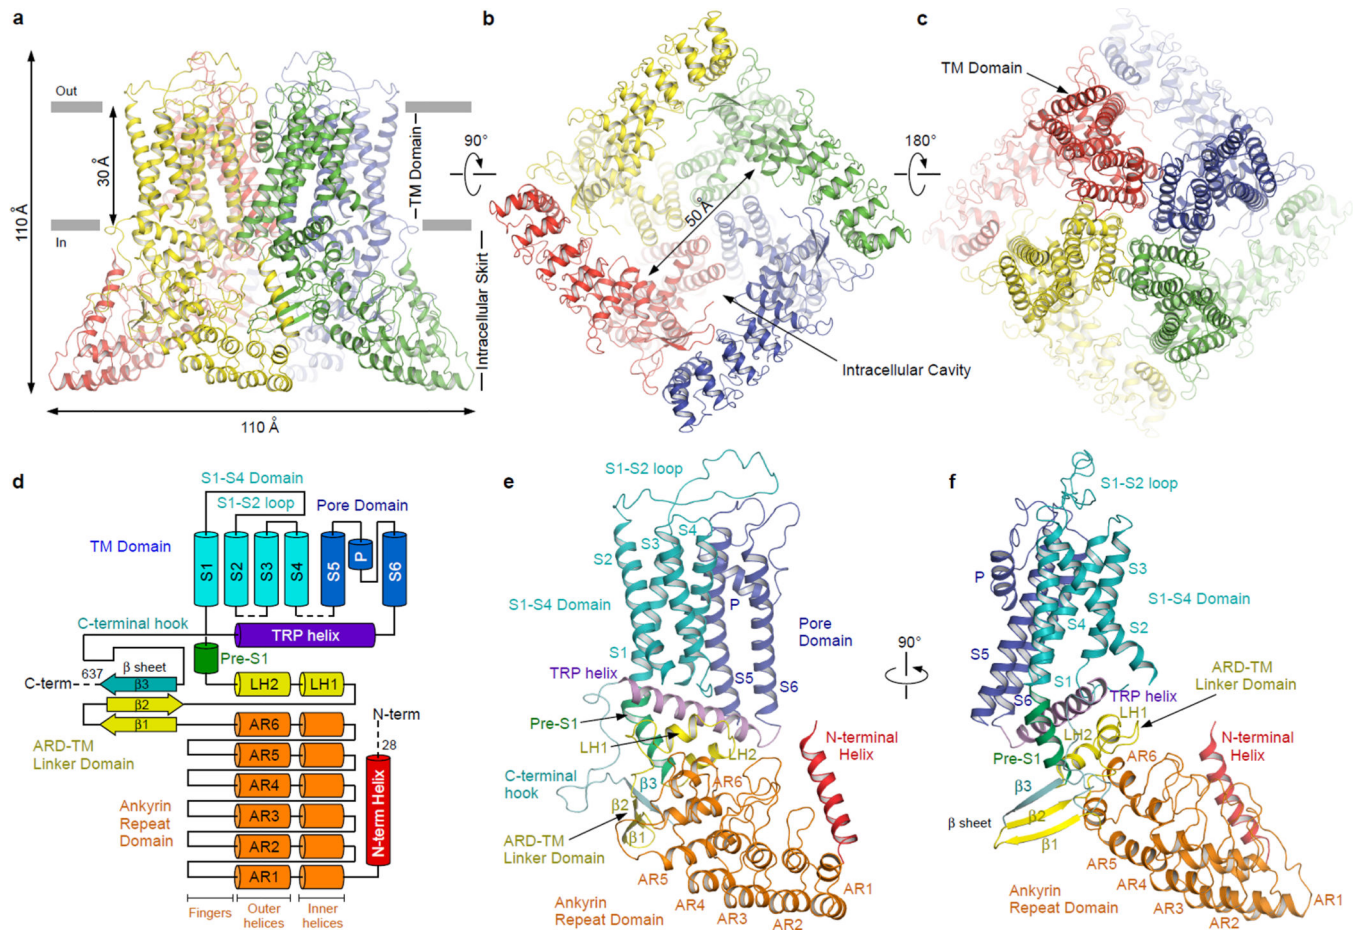 a
Out
In
30 Å
110 Å
110 Å
TM Domain
Intracellular Skirt
90°
b
50 Å
Intracellular Cavity
180°
c
TM Domain
d
S1-S4 Domain
S1-S2 loop
Pore Domain
TM Domain
S1
S2
S3
S4
S5
P
S6
C-terminal hook
TRP helix
Pre-S1
637
β sheet
C-term
β3
β2
β1
LH2
LH1
N-term
28
ARD-TM
Linker Domain
AR6
AR5
AR4
AR3
AR2
AR1
N-term Helix
Ankyrin
Repeat
Domain
Fingers
Outer
helices
Inner
helices
e
S1-S2 loop
S4
S3
S2
P
S1-S4 Domain
Pore
Domain
S1
TRP helix
S5
S6
Pre-S1
LH1
LH2
N-terminal
Helix
C-terminal
hook
β3
AR6
β2
β1
ARD-TM
Linker Domain
AR5
AR4
AR3
AR2
AR1
Ankyrin
Repeat Domain
90°
f
S1-S2 loop
P
S3
S1-S4 Domain
S4
S2
S5
S1
ARD-TM
Linker Domain
S6
TRP helix
LH1
LH2
N-terminal
Helix
Pre-S1
AR6
β3
β2
β sheet
β1
AR5
AR4
AR3
AR2
AR1
Ankyrin
Repeat Domain